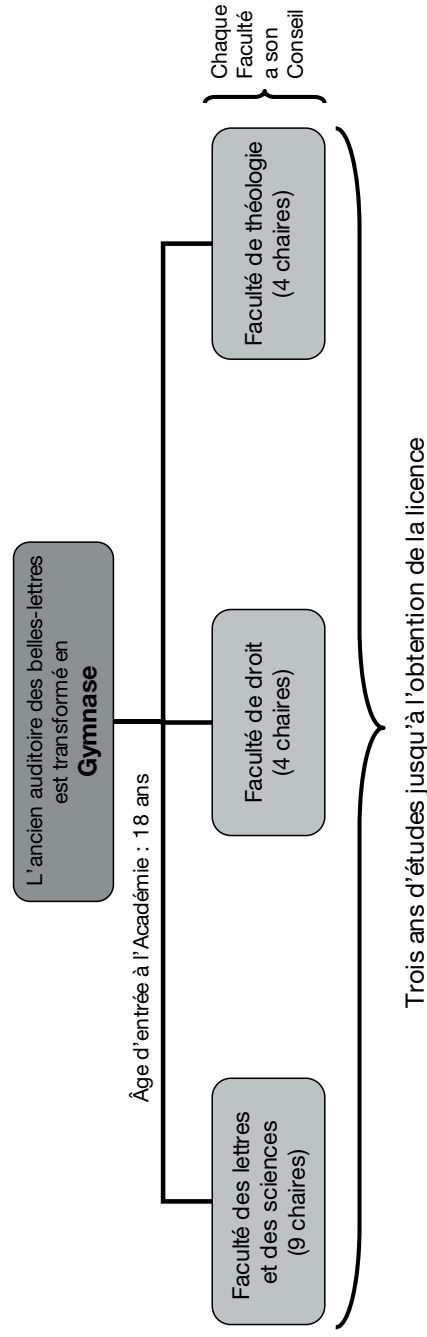 L'ancien auditoire des belles-lettres
est transformé en
Gymnase
Âge d'entrée à l'Académie : 18 ans
Faculté des lettres
et des sciences
(9 chaires)
Faculté de droit
(4 chaires)
Faculté de théologie
(4 chaires)
Chaque
Faculté
a son
Conseil
Trois ans d'études jusqu'à l'obtention de la licence